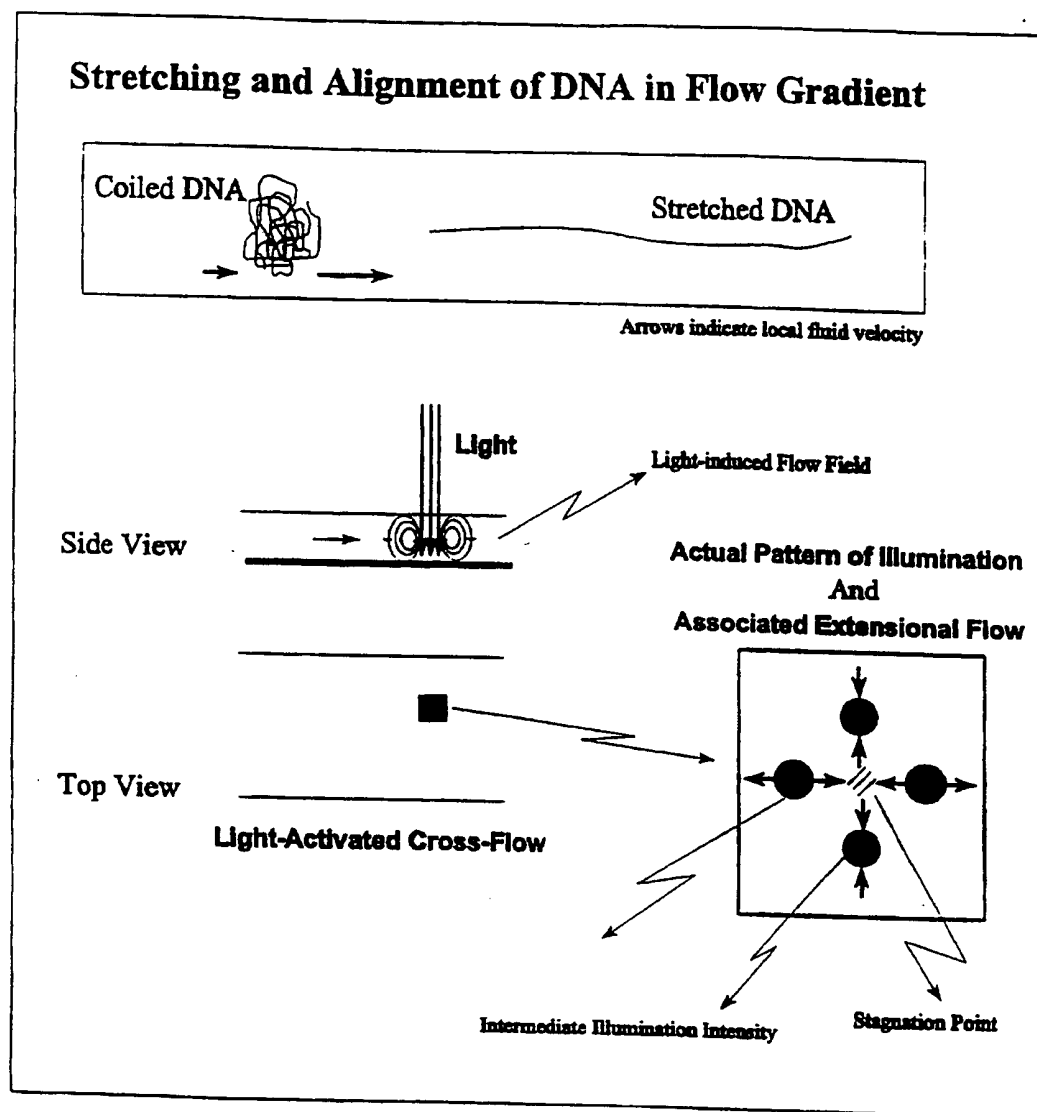 Stretching and Alignment of DNA in Flow Gradient
Coiled DNA
Stretched DNA
Arrows indicate local fluid velocity
Light
Light-induced Flow Field
Side View
Actual Pattern of Illumination
And
Associated Extensional Flow
Top View
Light-Activated Cross-Flow
Intermediate Illumination Intensity
Stagnation Point